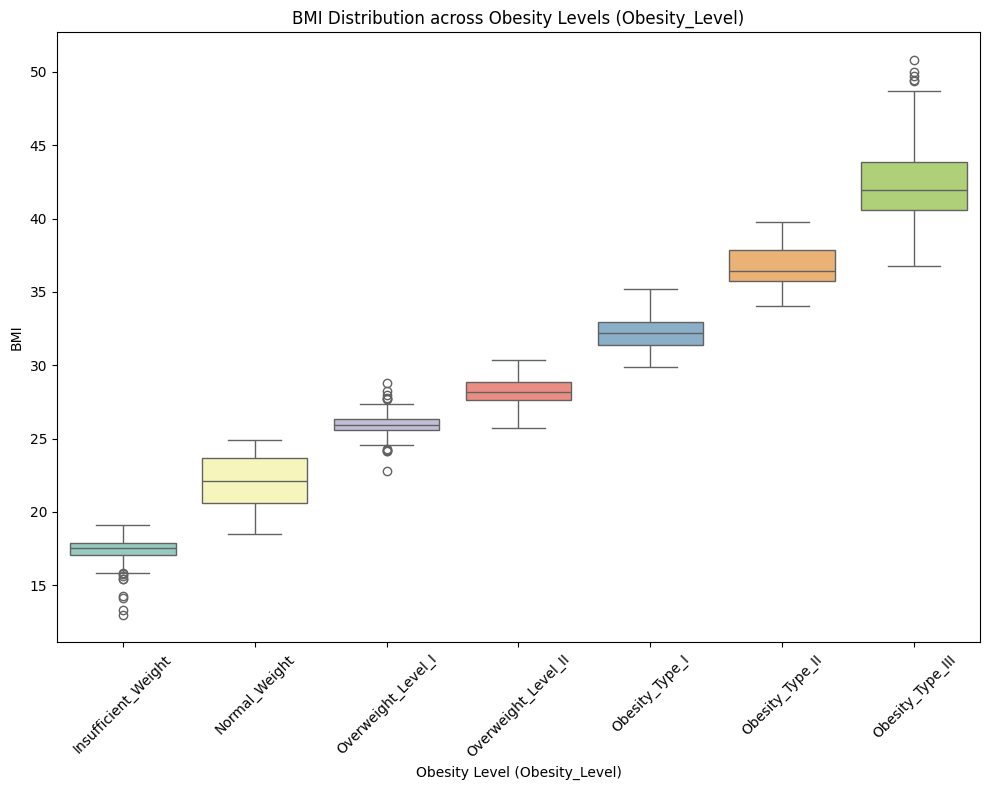 BMI Distribution across Obesity Levels (Obesity_Level)
BMI
50
45
40
35
30
25
20
15
Insufficient_Weight
Normal_Weight
Overweight_Level_I
Overweight_Level_II
Obesity_Type_I
Obesity_Type_II
Obesity_Type_III
Obesity Level (Obesity_Level)